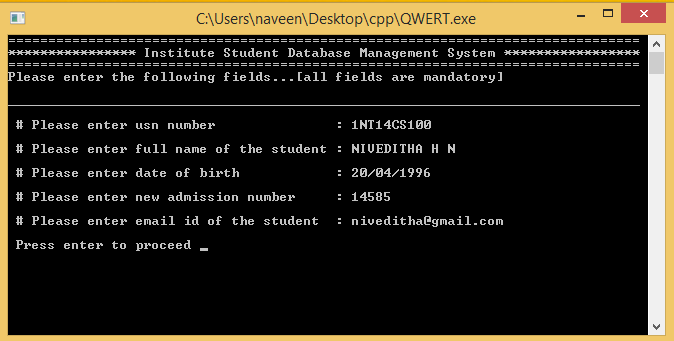 C:\Users\naveen\Desktop\cpp\QWERT.exe
===============================================================================
**************** Institute Student Database Management System *****************
===============================================================================
Please enter the following fields...[all fields are mandatory]
_______________________________________________________________________________
# Please enter usn number : 1NT14CS100
# Please enter full name of the student : NIVEDITHA H N
# Please enter date of birth : 20/04/1996
# Please enter new admission number : 14585
# Please enter email id of the student : niveditha@gmail.com
Press enter to proceed _